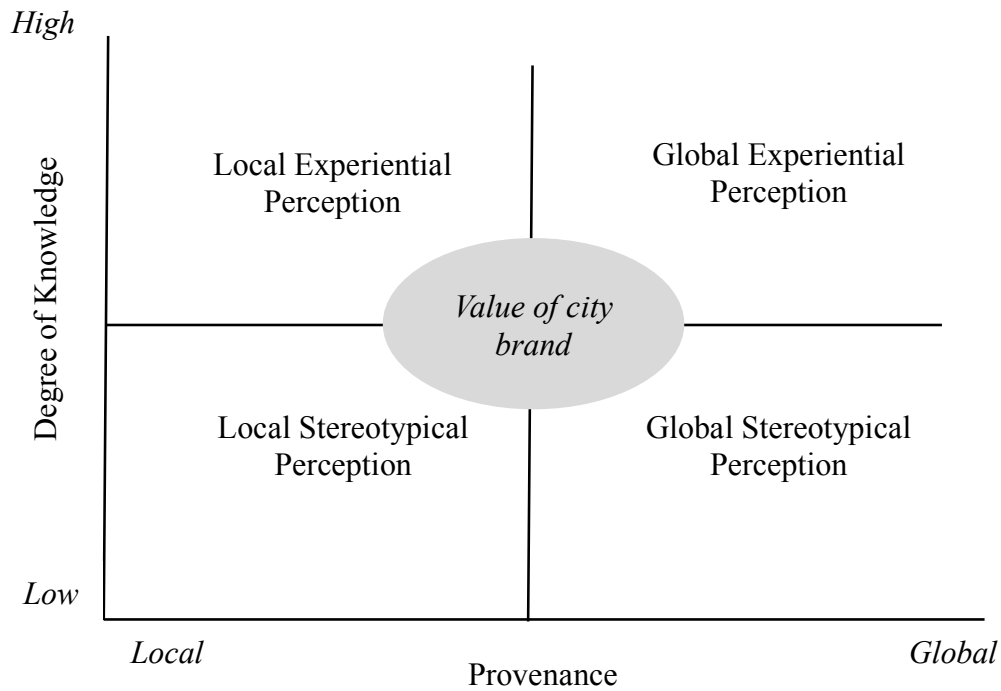 High
Local Experiential
Perception
Global Experiential
Perception
Degree of Knowledge
Value of city
brand
Local Stereotypical
Perception
Global Stereotypical
Perception
Low
Local
Provenance
Global